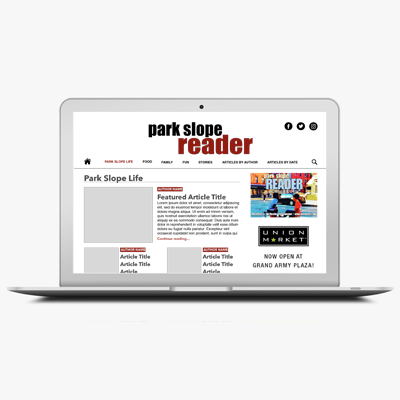 park slope
reader
PARK SLOPE LIFE FOOD FAMILY FUN STORIES ARTICLES BY AUTHOR ARTICLES BY DATE
Park Slope Life
AUTHOR NAME
Featured Article Title
Lorem ipsum dolor sit amet, consectetur adipiscing
elit, sed do eiusmod tempor incididunt ut labore et
dolore magna aliqua. Ut enim ad minim veniam,
quis nostrud exercitation ullamco laboris nisi ut
aliquip ex ea commodo consequat. Duis aute irure
dolor in reprehenderit in voluptate velit esse cillum
dolore eu fugiat nulla pariatur. Excepteur sint
occaecat cupidatat non proident, sunt in culpa qui
Continue reading...
AUTHOR NAME
Article Title
Article Title
Article Title
AUTHOR NAME
Article Title
Article Title
Article Title
park slope
READER
UNION
MARKET
NOW OPEN AT
GRAND ARMY PLAZA!